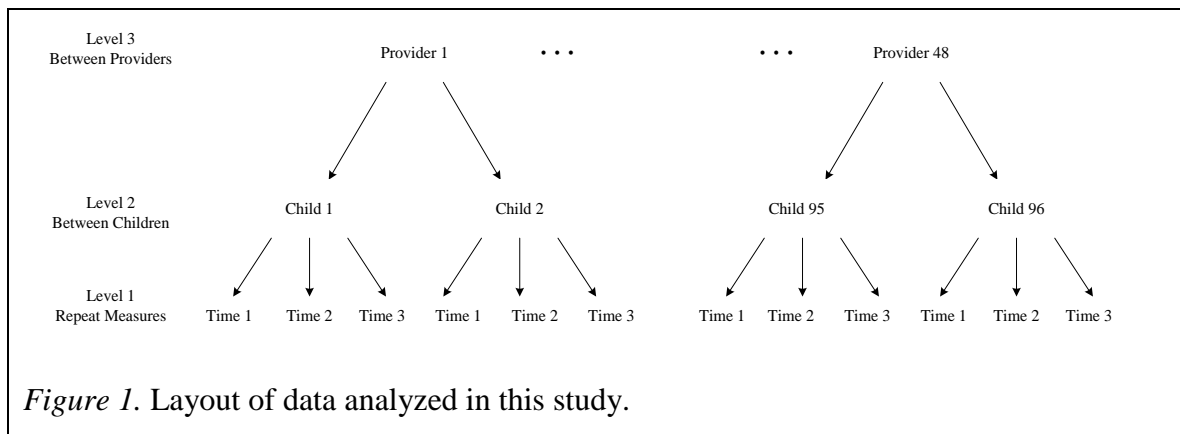 Level 3
Between Providers
Provider 1 • • • • • • Provider 48
Level 2
Between Children
Child 1 Child 2 Child 95 Child 96
Level 1
Repeat Measures
Time 1 Time 2 Time 3 Time 1 Time 2 Time 3 Time 1 Time 2 Time 3 Time 1 Time 2 Time 3
Figure 1. Layout of data analyzed in this study.